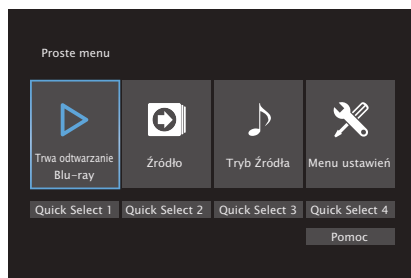 Proste menu
Trwa odtwarzanie
Blu-ray
Źródło
Tryb Źródła
Menu ustawień
Quick Select 1
Quick Select 2
Quick Select 3
Quick Select 4
Pomoc